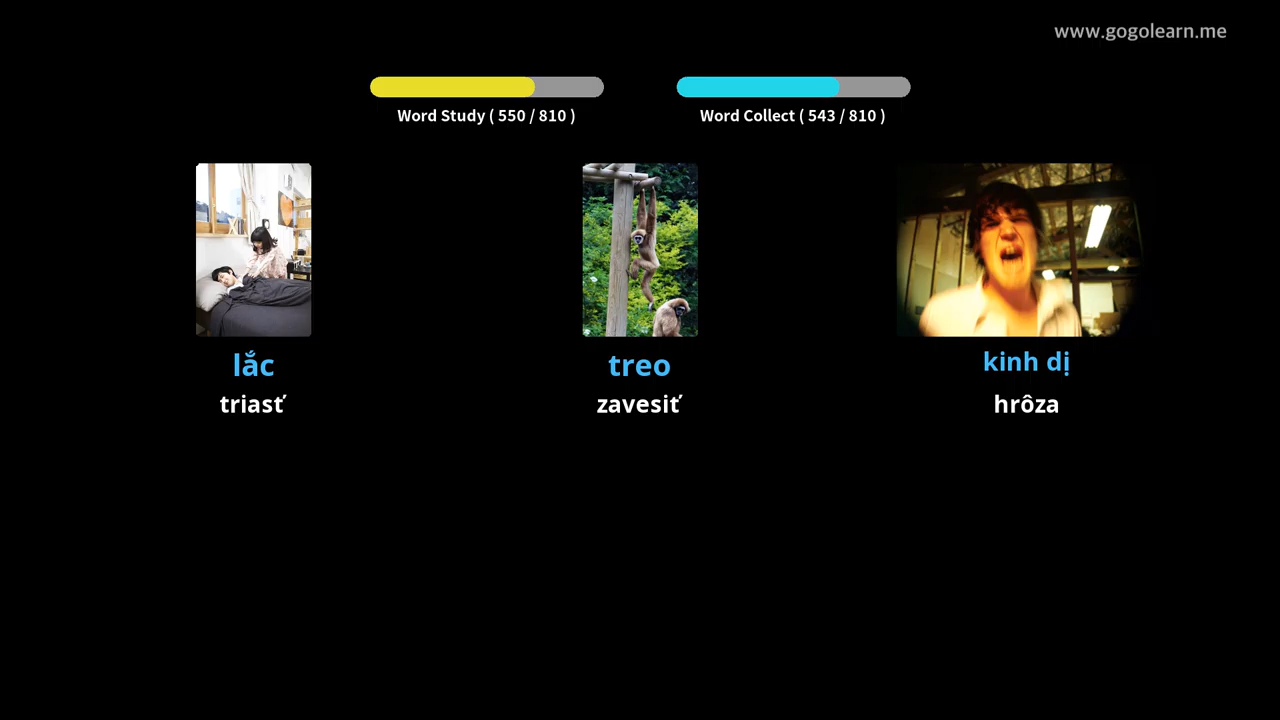 www.gogolearn.me
Word Study ( 550 / 810 )
Word Collect ( 543 / 810 )
lắc
triasť
treo
zavesiť
kinh dị
hrôza